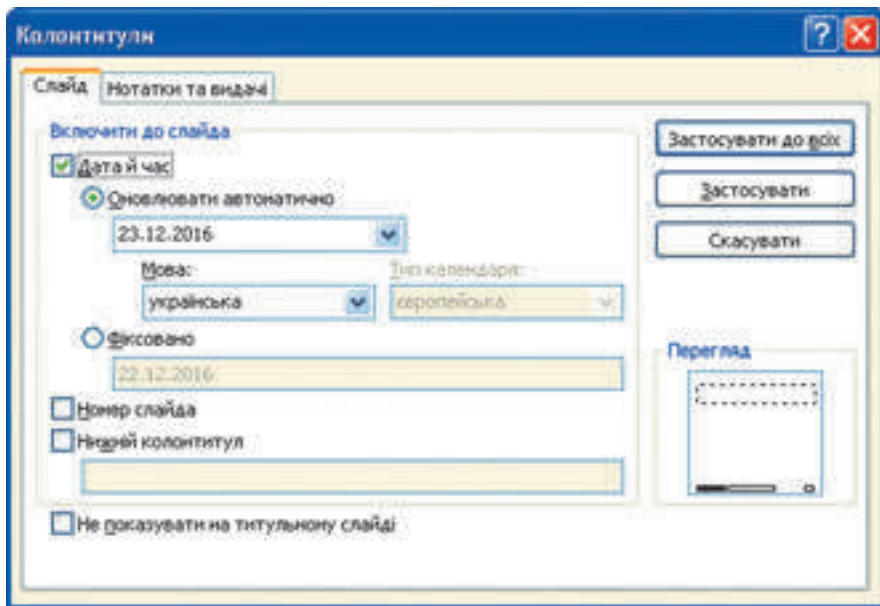 Колонтитули
Слайд Нотатки та видачі
Включити до слайда
Дата й час
Оновлювати автоматично
23.12.2016
Мова: Тип календаря:
українська європейська
Фіксовано
22.12.2016
Номер слайда
Нижній колонтитул
Не показувати на титульному слайді
Застосувати до всіх
Застосувати
Скасувати
Перегляд